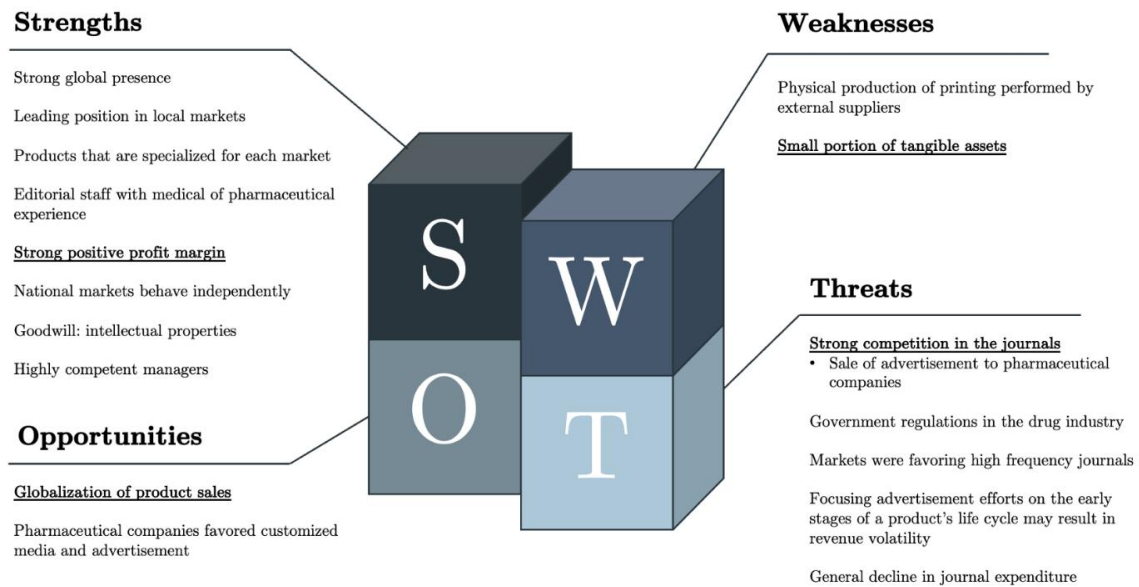 Strengths
Strong global presence
Leading position in local markets
Products that are specialized for each market
Editorial staff with medical of pharmaceutical
experience
Strong positive profit margin
National markets behave independently
Goodwill: intellectual properties
Highly competent managers
Opportunities
Globalization of product sales
Pharmaceutical companies favored customized
media and advertisement
S
W
O
T
Weaknesses
Physical production of printing performed by
external suppliers
Small portion of tangible assets
Threats
Strong competition in the journals
• Sale of advertisement to pharmaceutical
companies
Government regulations in the drug industry
Markets were favoring high frequency journals
Focusing advertisement efforts on the early
stages of a product's life cycle may result in
revenue volatility
General decline in journal expenditure